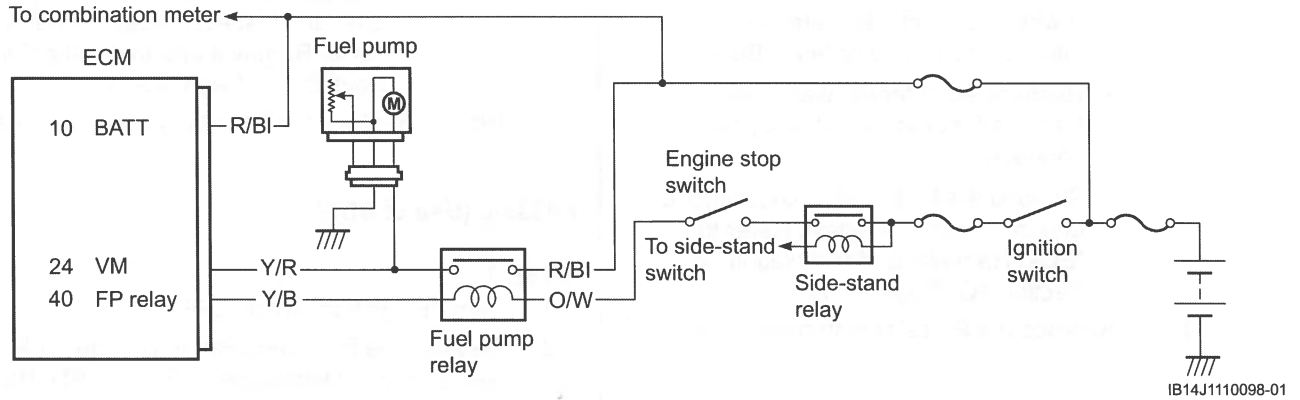 To combination meter
ECM
Fuel pump
M
10 BATT
R/Bl
Engine stop
switch
To side-stand
switch
Ignition
switch
Side-stand
relay
24 VM
Y/R
R/Bl
40 FP relay
Y/B
O/W
Fuel pump
relay
IB14J1110098-01